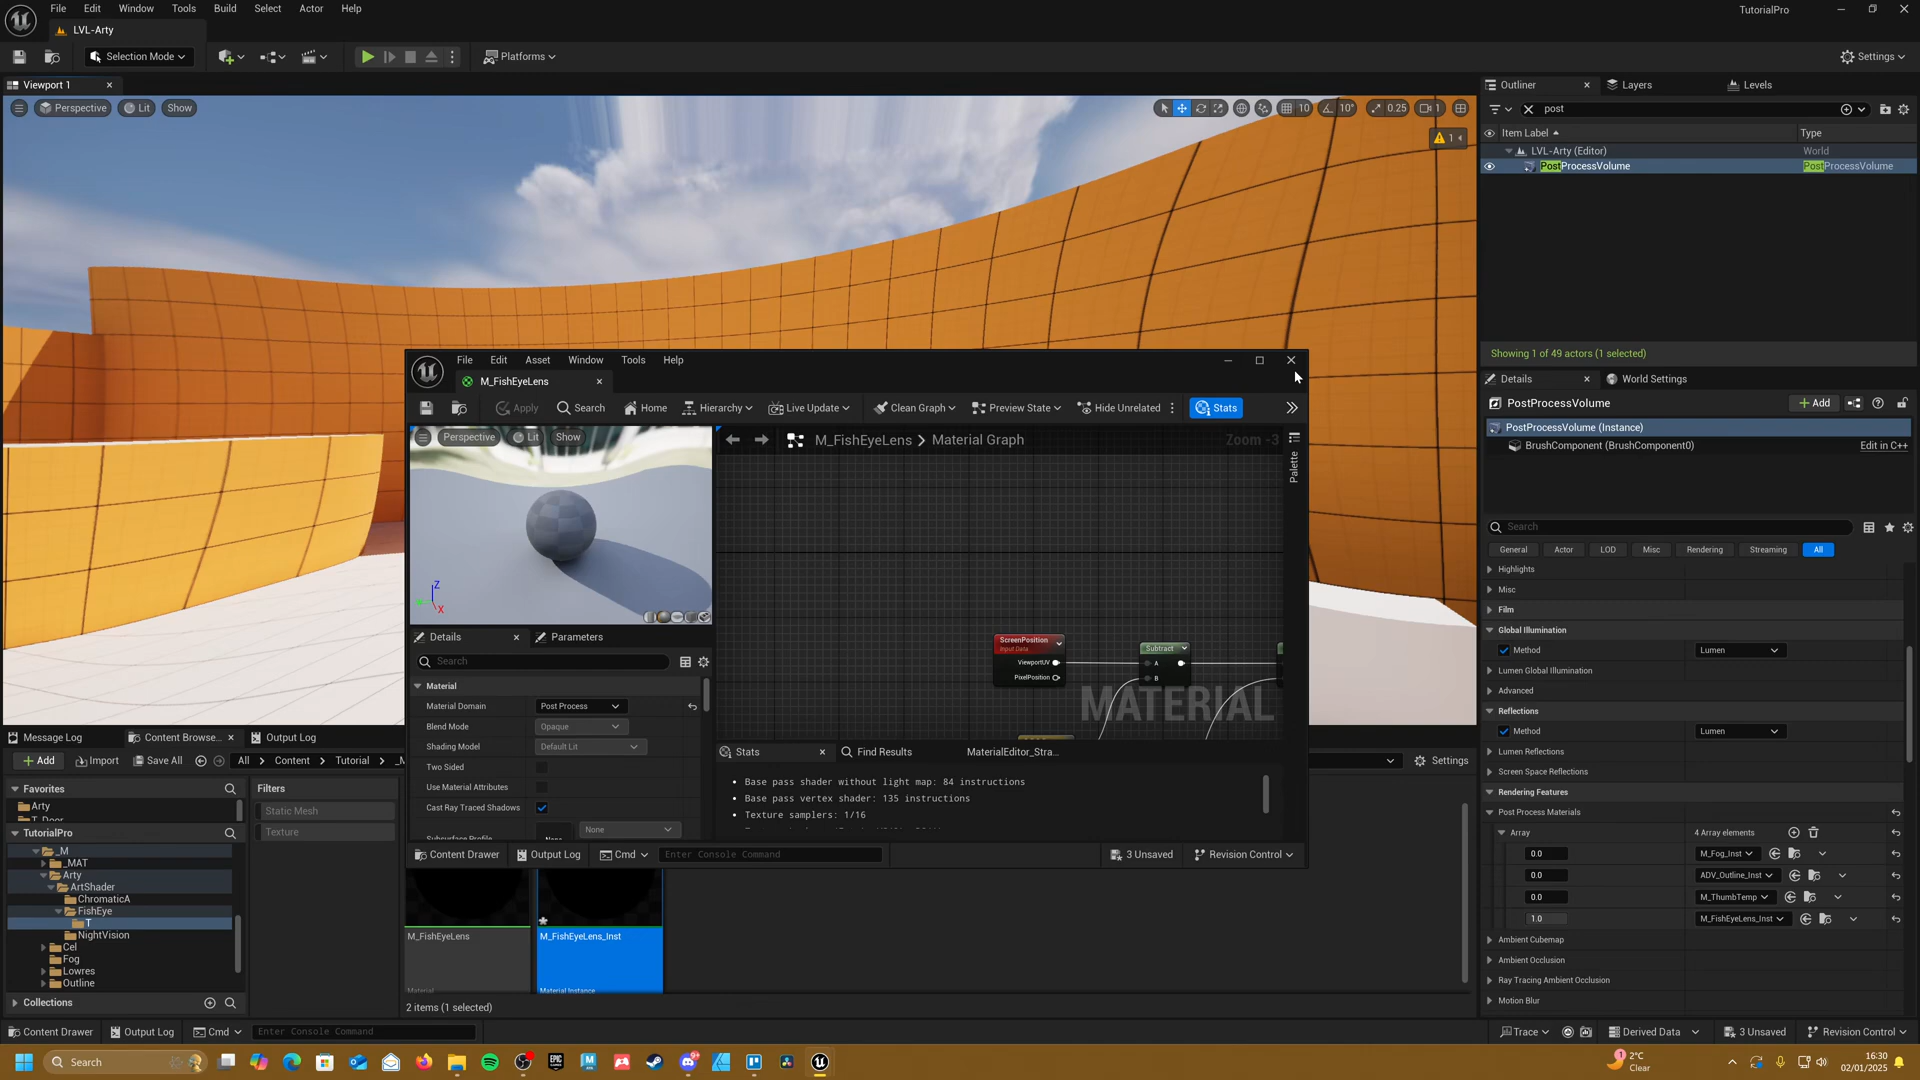 File Edit Window Tools Build Select Actor Help
TutorialPro
LVL-Arty
Selection Mode
Platforms
Settings
Viewport 1
Perspective
Lit
Show
10
10°
0.25
1
1
Outliner
Layers
Levels
post
Item Label
Type
LVL-Arty (Editor)
World
PostProcessVolume
PostProcessVolume
Showing 1 of 49 actors (1 selected)
Details
World Settings
PostProcessVolume
Add
PostProcessVolume (Instance)
BrushComponent (BrushComponent0)
Edit in C++
Search
General
Actor
LOD
Misc
Rendering
Streaming
All
Highlights
Misc
Film
Global Illumination
Method
Lumen
Lumen Global Illumination
Advanced
Reflections
Method
Lumen
Lumen Reflections
Screen Space Reflections
Rendering Features
Post Process Materials
Array
4 Array elements
0.0
M_Fog_Inst
0.0
ADV_Outline_Inst
0.0
M_ThumbTemp
1.0
M_FishEyeLens_Inst
Ambient Cubemap
Ambient Occlusion
Ray Tracing Ambient Occlusion
Motion Blur
File Edit Asset Window Tools Help
M_FishEyeLens
Apply
Search
Home
Hierarchy
Live Update
Clean Graph
Preview State
Hide Unrelated
Stats
Perspective
Lit
Show
M_FishEyeLens
Material Graph
Zoom -3
Palette
Z
X
ScreenPosition
Input Data
ViewportUV
PixelPosition
Subtract
A
B
MATERIAL
Details
Parameters
Search
Material
Material Domain
Post Process
Blend Mode
Opaque
Shading Model
Default Lit
Two Sided
Use Material Attributes
Cast Ray Traced Shadows
Subsurface Profile
None
None
Stats
Find Results
MaterialEditor_Stra...
Base pass shader without light map: 84 instructions
Base pass vertex shader: 135 instructions
Texture samplers: 1/16
Content Drawer
Output Log
Cmd
Enter Console Command
3 Unsaved
Revision Control
Message Log
Content Browse...
Output Log
Add
Import
Save All
All
Content
Tutorial
Settings
Favorites
Arty
T_Door
TutorialPro
_M
_MAT
Arty
ArtShader
ChromaticA
FishEye
T
NightVision
Cel
Fog
Lowres
Outline
Collections
Filters
Static Mesh
Texture
M_FishEyeLens
Material
M_FishEyeLens_Inst
Material Instance
2 items (1 selected)
Content Drawer
Output Log
Cmd
Enter Console Command
Trace
Derived Data
3 Unsaved
Revision Control
Search
2°C
Clear
16:30
02/01/2025